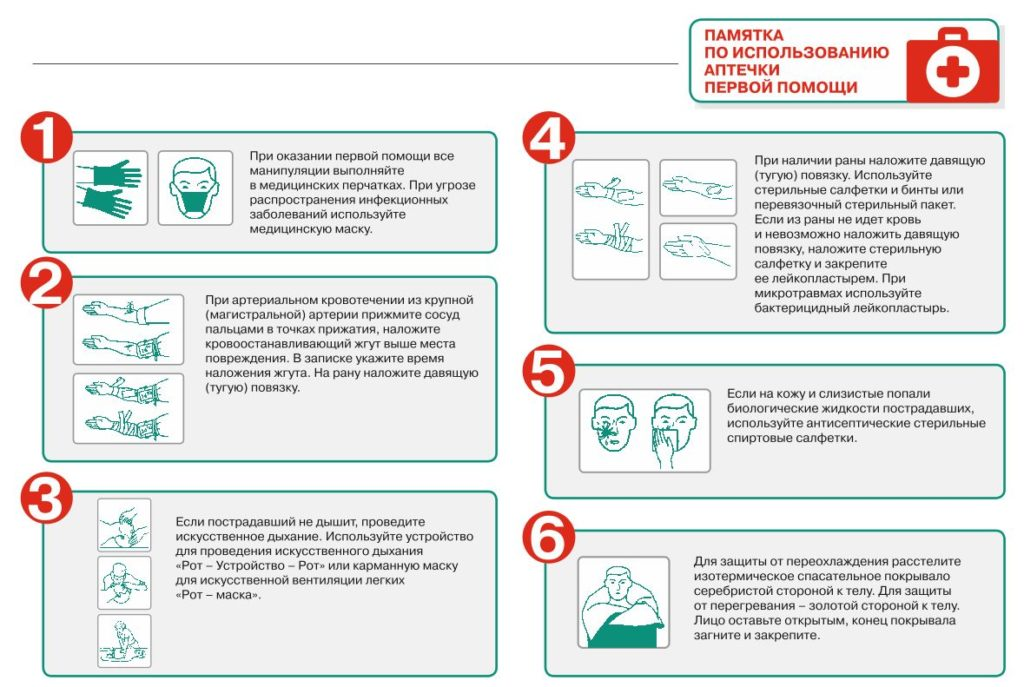 ПАМЯТКА
ПО ИСПОЛЬЗОВАНИЮ
АПТЕЧКИ
ПЕРВОЙ ПОМОЩИ
1
При оказании первой помощи все
манипуляции выполняйте
в медицинских перчатках. При угрозе
распространения инфекционных
заболеваний используйте
медицинскую маску.
2
При артериальном кровотечении из крупной
(магистральной) артерии прижмите сосуд
пальцами в точках прижатия, наложите
кровоостанавливающий жгут выше места
повреждения. В записке укажите время
наложения жгута. На рану наложите давящую
(тугую) повязку.
3
Если пострадавший не дышит, проведите
искусственное дыхание. Используйте устройство
для проведения искусственного дыхания
«Рот – Устройство – Рот» или карманную маску
для искусственной вентиляции легких
«Рот – маска».
4
При наличии раны наложите давящую
(тугую) повязку. Используйте
стерильные салфетки и бинты или
перевязочный стерильный пакет.
Если из раны не идет кровь
и невозможно наложить давящую
повязку, наложите стерильную
салфетку и закрепите
ее лейкопластырем. При
микротравмах используйте
бактерицидный лейкопластырь.
5
Если на кожу и слизистые попали
биологические жидкости пострадавших,
используйте антисептические стерильные
спиртовые салфетки.
6
Для защиты от переохлаждения расстелите
изотермическое спасательное покрывало
серебристой стороной к телу. Для защиты
от перегревания – золотой стороной к телу.
Лицо оставьте открытым, конец покрывала
загните и закрепите.